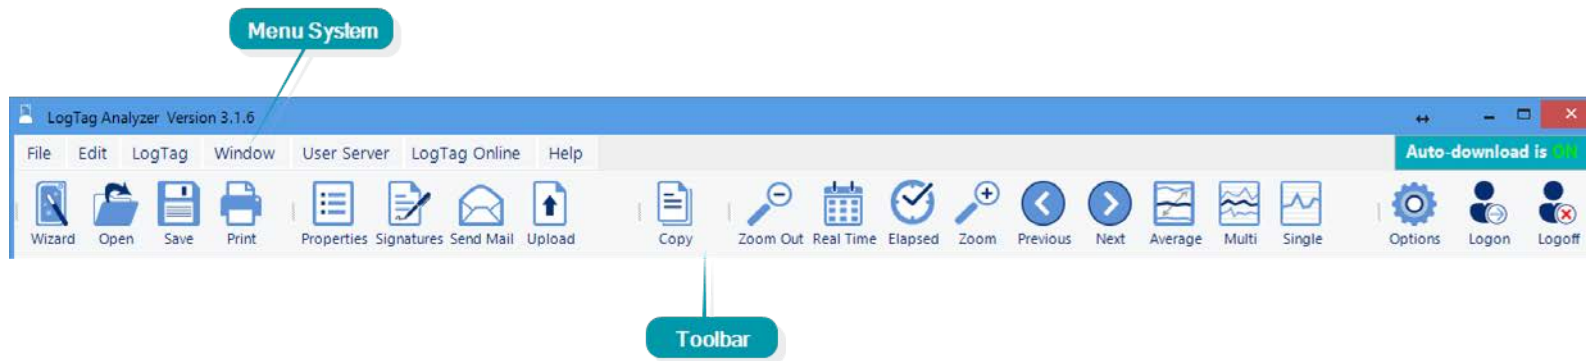 Menu System
LogTag Analyzer Version 3.1.6
File Edit LogTag Window User Server LogTag Online Help Auto-download is ON
Wizard Open Save Print Properties Signatures Send Mail Upload Copy Zoom Out Real Time Elapsed Zoom Previous Next Average Multi Single Options Logon Logoff
Toolbar